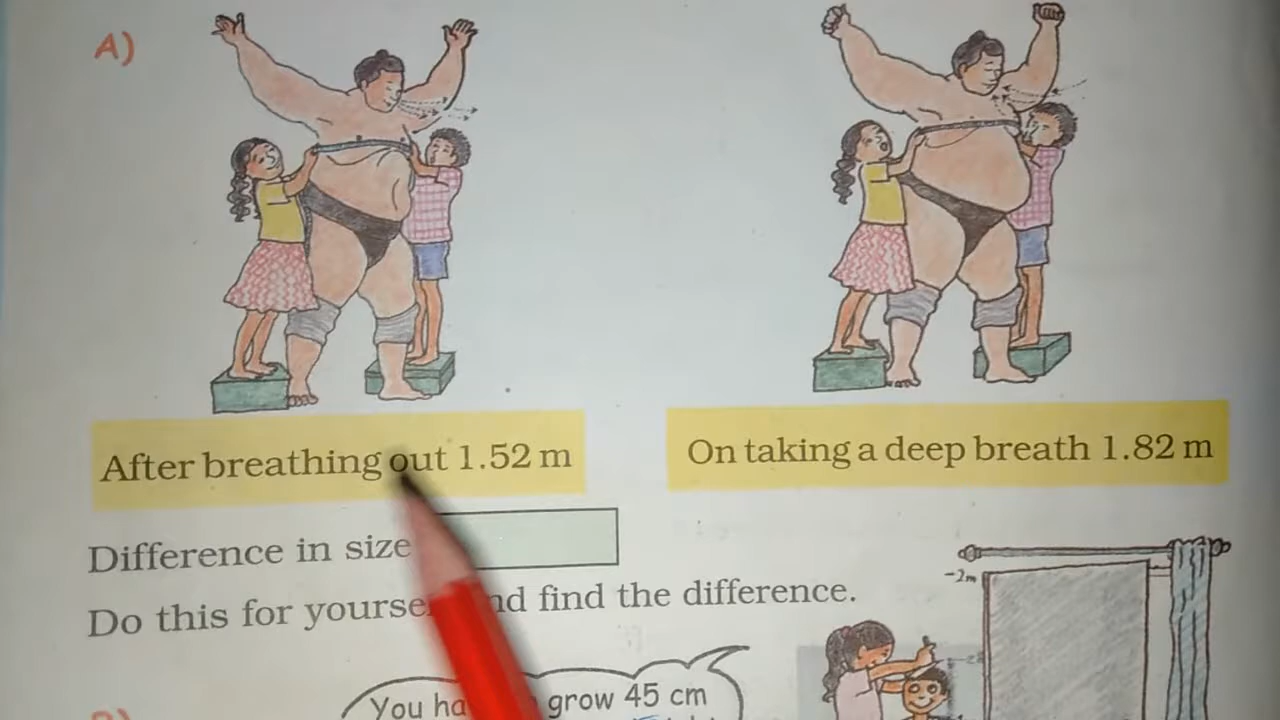 A)
After breathing out 1.52 m
On taking a deep breath 1.82 m
Difference in size
Do this for yourse nd find the difference.
-2m
You ha grow 45 cm